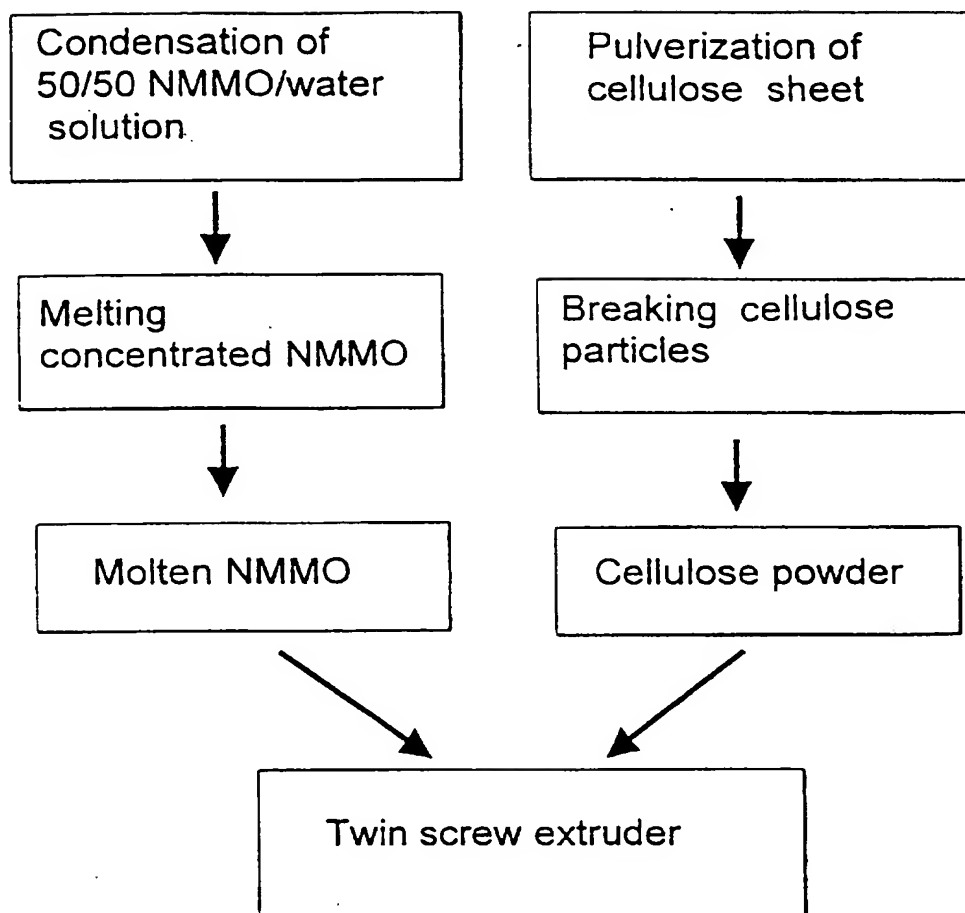 Condensation of
50/50 NMMO/water
solution
Pulverization of
cellulose sheet
Melting
concentrated NMMO
Breaking cellulose
particles
Molten NMMO
Cellulose powder
Twin screw extruder